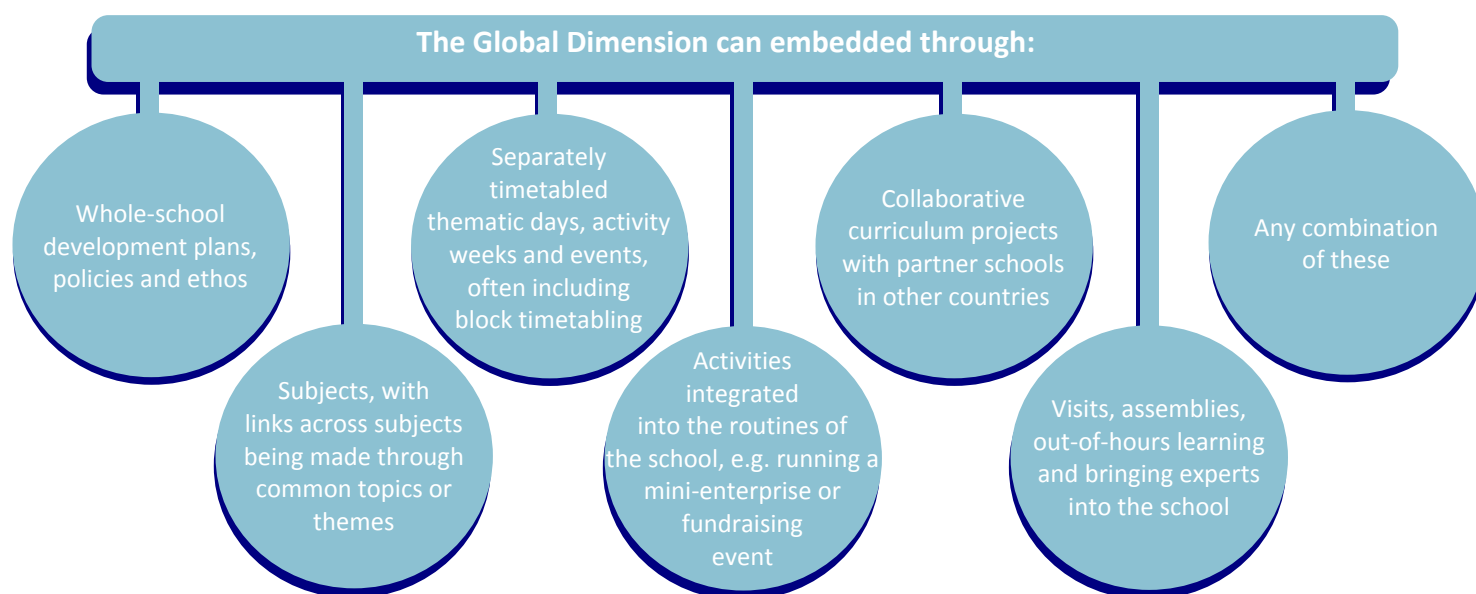 The Global Dimension can embedded through:
Whole-school
development plans,
policies and ethos
Subjects, with
links across subjects
being made through
common topics or
themes
Separately
timetabled
thematic days, activity
weeks and events,
often including
block timetabling
Activities
integrated
into the routines of
the school, e.g. running a
mini-enterprise or
fundraising
event
Collaborative
curriculum projects
with partner schools
in other countries
Visits, assemblies,
out-of-hours learning
and bringing experts
into the school
Any combination
of these